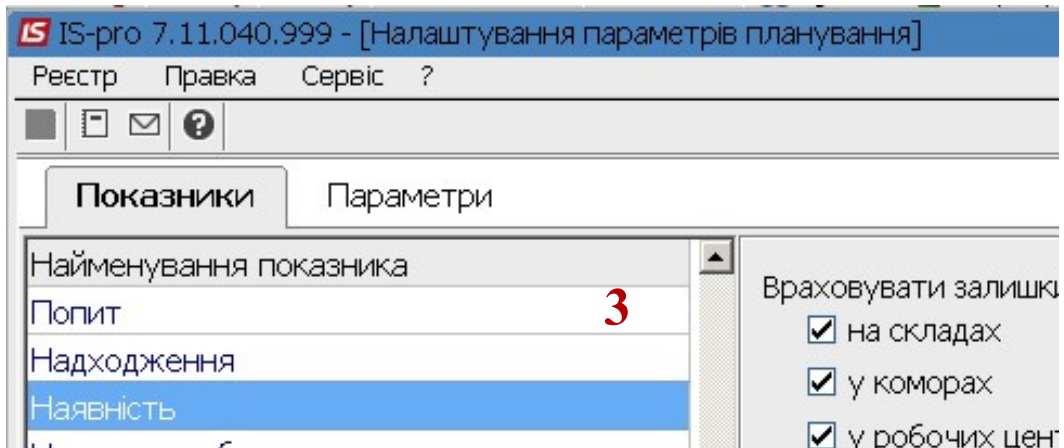 IS IS-pro 7.11.040.999 - [Налаштування параметрів планування]
Реєстр Правка Сервіс ?
?
Показники Параметри
Найменування показника
Враховувати залишки
Попит 3
на складах
Надходження
у коморах
Наявність
у робочих